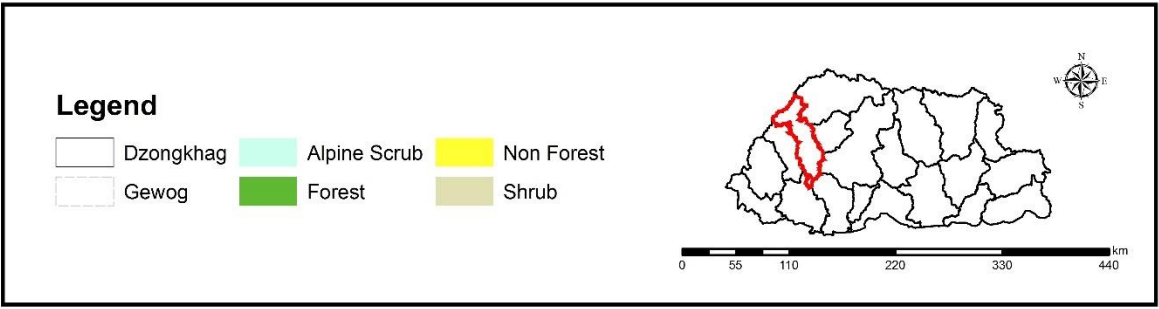 Legend
Dzongkhag Alpine Scrub Non Forest
Gewog Forest Shrub
N
W E
S
km
0 55 110 220 330 440